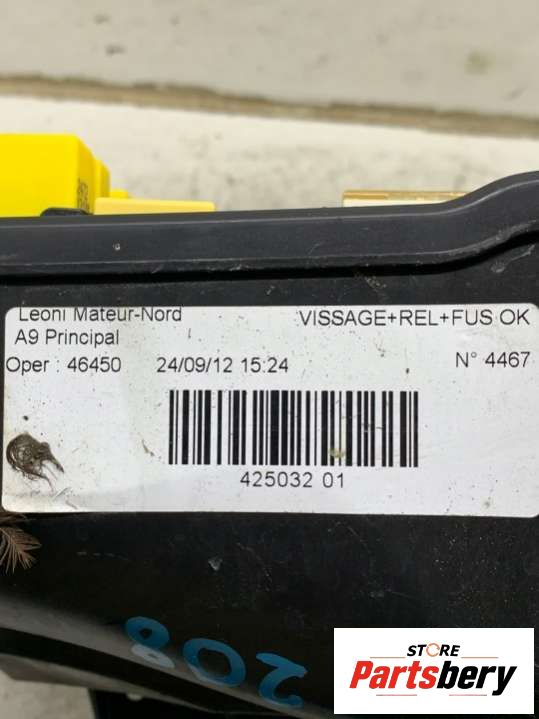 Leoni Mateur-Nord
VISSAGE+REL+FUS OK
A9 Principal
Oper : 46450 24/09/12 15:24 N° 4467
425032 01
208
STORE
Partsbery